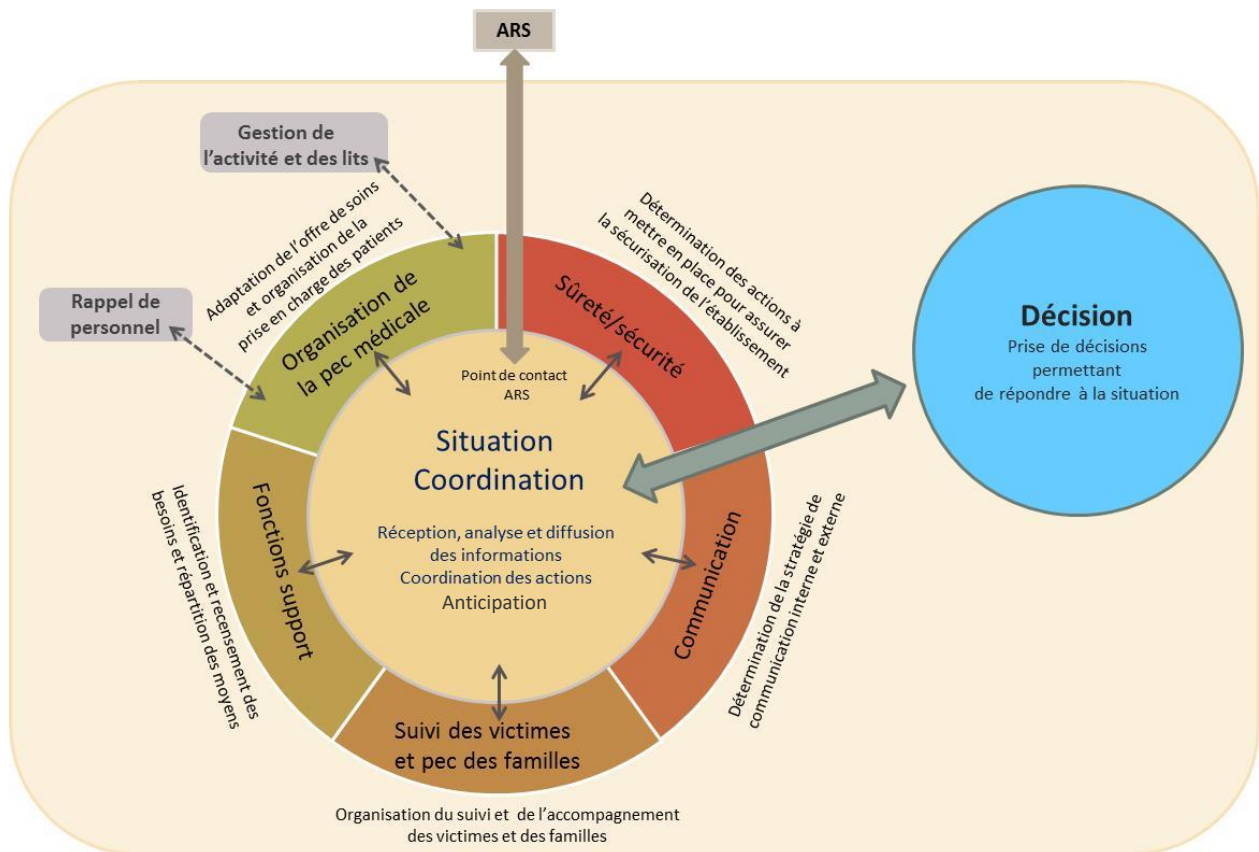 ARS
Gestion de
l’activité et des lits
Rappel de
personnel
Adaptation de l’offre de soins
et organisation de la
prise en charge des patients
Organisation de
la pec médicale
Sûreté/sécurité
Détermination des actions à
mettre en place pour assurer
la sécurisation de l’établissement
Point de contact
ARS
Situation
Coordination
Réception, analyse et diffusion
des informations
Coordination des actions
Anticipation
Décision
Prise de décisions
permettant
de répondre à la situation
Fonctions support
Identification et recensement des
besoins et répartition des moyens
Communication
Détermination de la stratégie de
communication interne et externe
Suivi des victimes
et pec des familles
Organisation du suivi et de l’accompagnement
des victimes et des familles